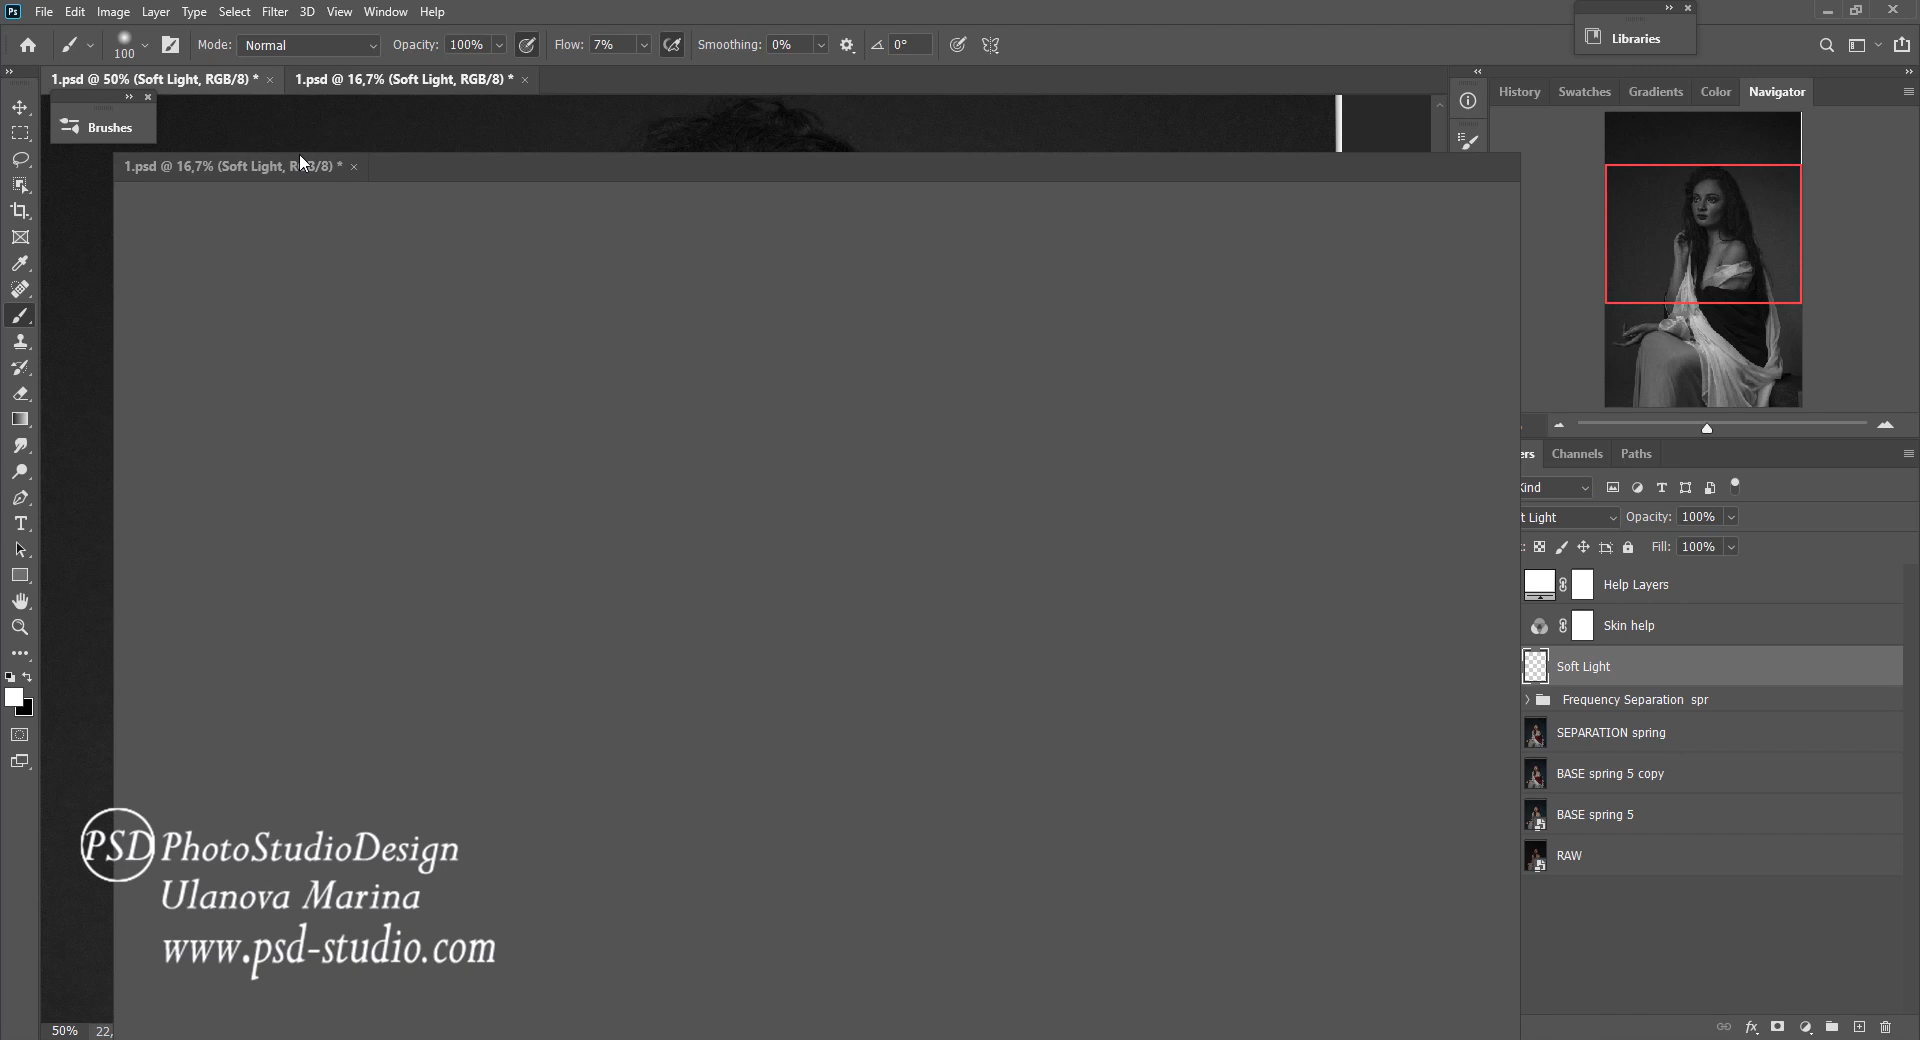 Ps File Edit Image Layer Type Select Filter 3D View Window Help
100 Mode: Normal Opacity: 100% Flow: 7% Smoothing: 0% 0°
Libraries
1.psd @ 50% (Soft Light, RGB/8) * × 1.psd @ 16,7% (Soft Light, RGB/8) * ×
History Swatches Gradients Color Navigator
Brushes
1.psd @ 16,7% (Soft Light, RGB/8) * ×
ers Channels Paths
Kind
t Light Opacity: 100%
Fill: 100%
Help Layers
Skin help
Soft Light
Frequency Separation spr
SEPARATION spring
BASE spring 5 copy
BASE spring 5
RAW
PSD PhotoStudioDesign
Ulanova Marina
www.psd-studio.com
50% 22,